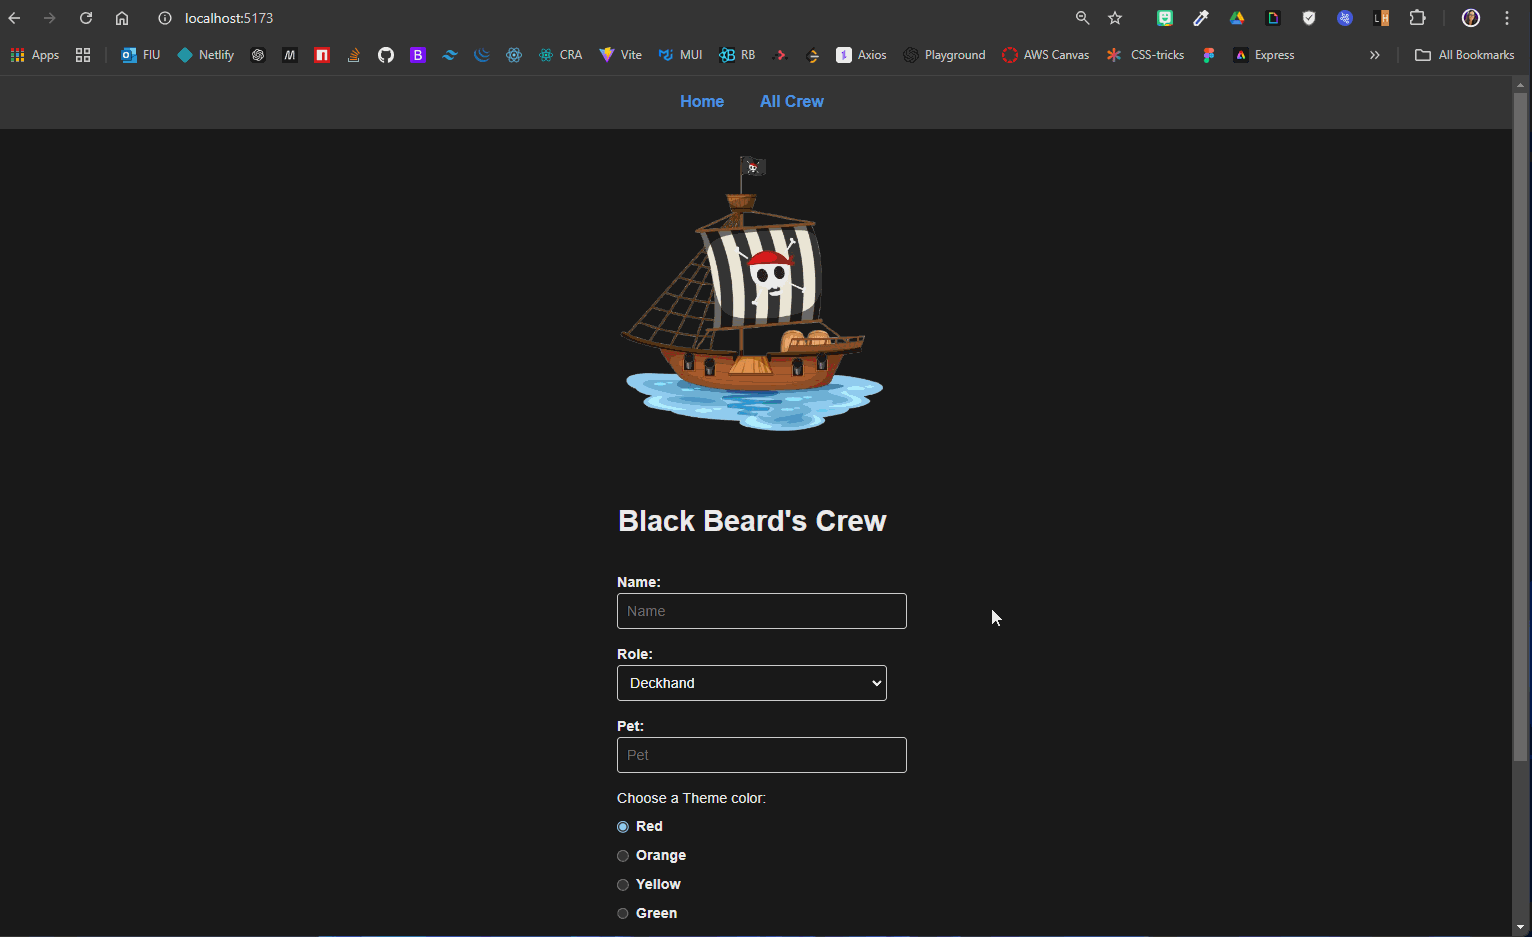 localhost:5173
Apps FIU Netlify CRA Vite MUI RB Axios Playground AWS Canvas CSS-tricks Express » All Bookmarks
Home All Crew
Black Beard's Crew
Name:
Name
Role:
Deckhand
Pet:
Pet
Choose a Theme color:
Red
Orange
Yellow
Green